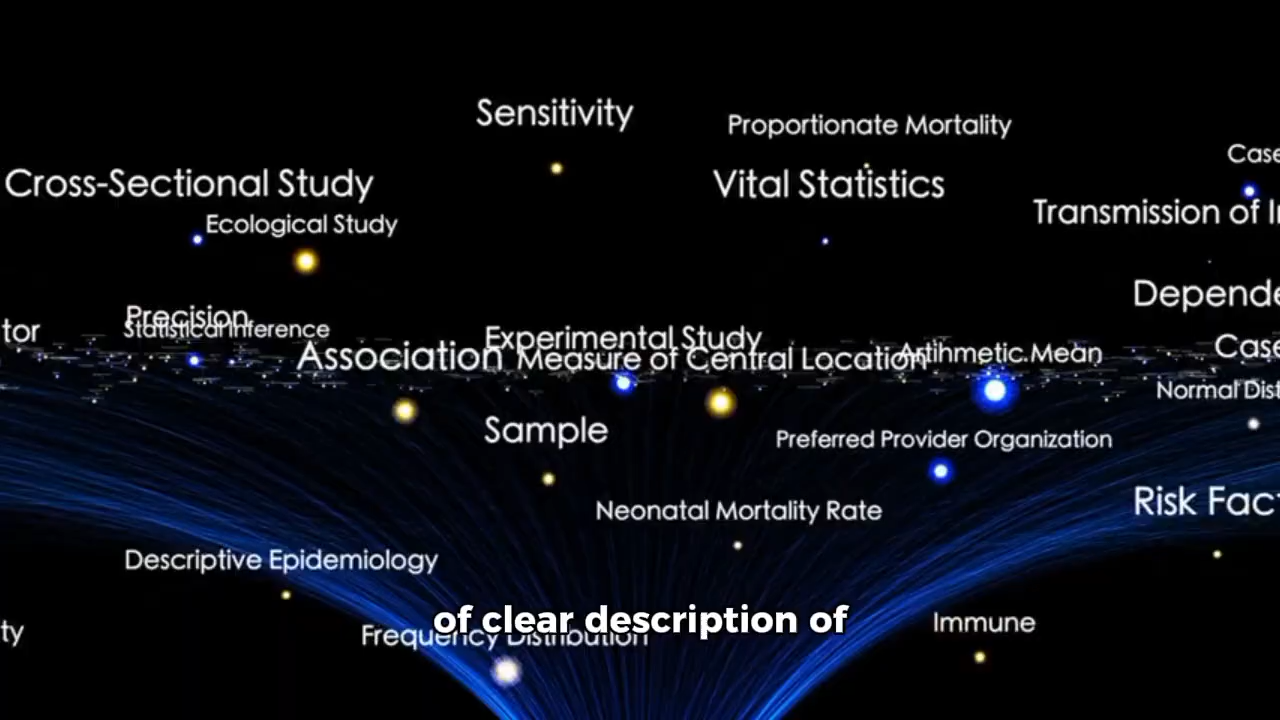 Sensitivity
Proportionate Mortality
Case
Cross-Sectional Study
Vital Statistics
Transmission of I
Ecological Study
Depende
Precision
Statistical Inference
tor
Experimental Study
Association
Measure of Central Location
Artihmetic Mean
Case
Normal Dist
Sample
Preferred Provider Organization
Risk Fact
Neonatal Mortality Rate
Descriptive Epidemiology
of clear description of
Immune
ty
Frequency Distribution